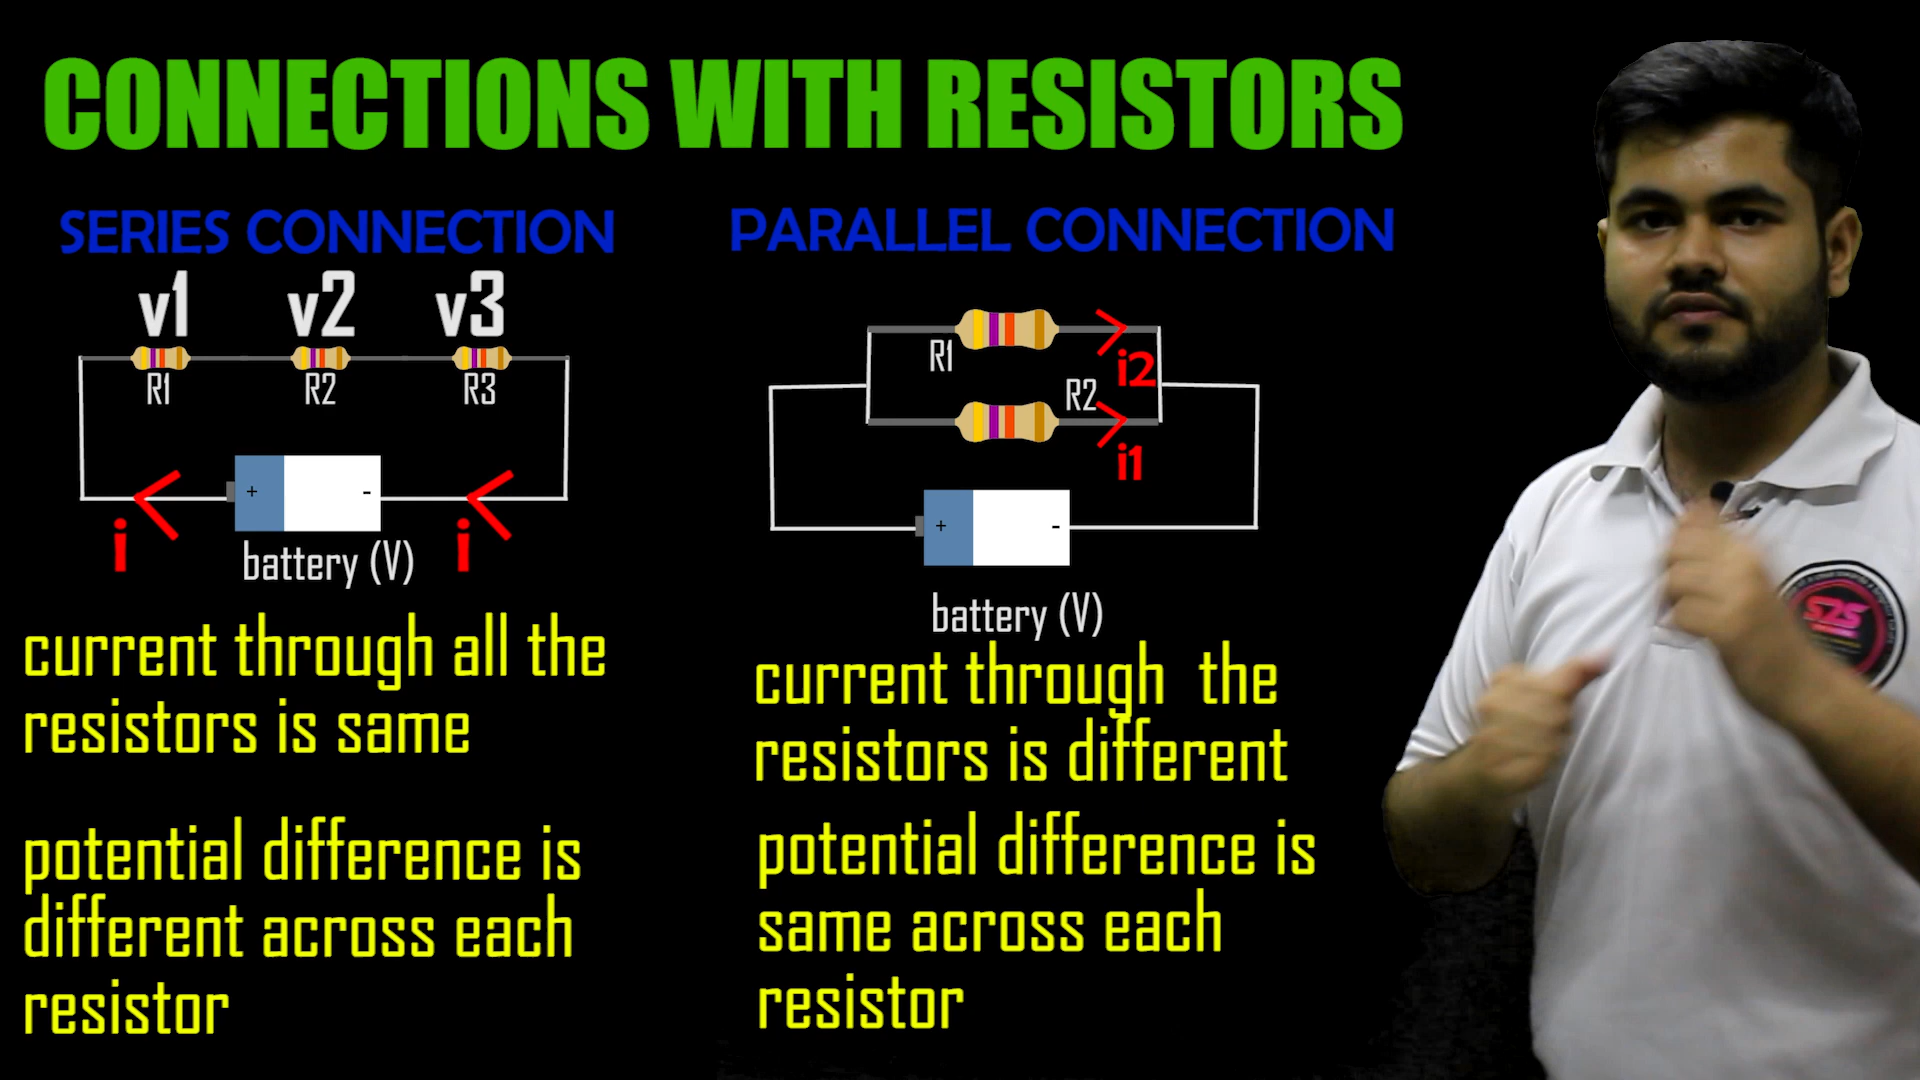 CONNECTIONS WITH RESISTORS
SERIES CONNECTION
v1 v2 v3
R1 R2 R3
+ -
i i
battery (V)
current through all the
resistors is same
potential difference is
different across each
resistor
PARALLEL CONNECTION
R1
i2
R2
i1
+ -
battery (V)
current through the
resistors is different
potential difference is
same across each
resistor
S2S